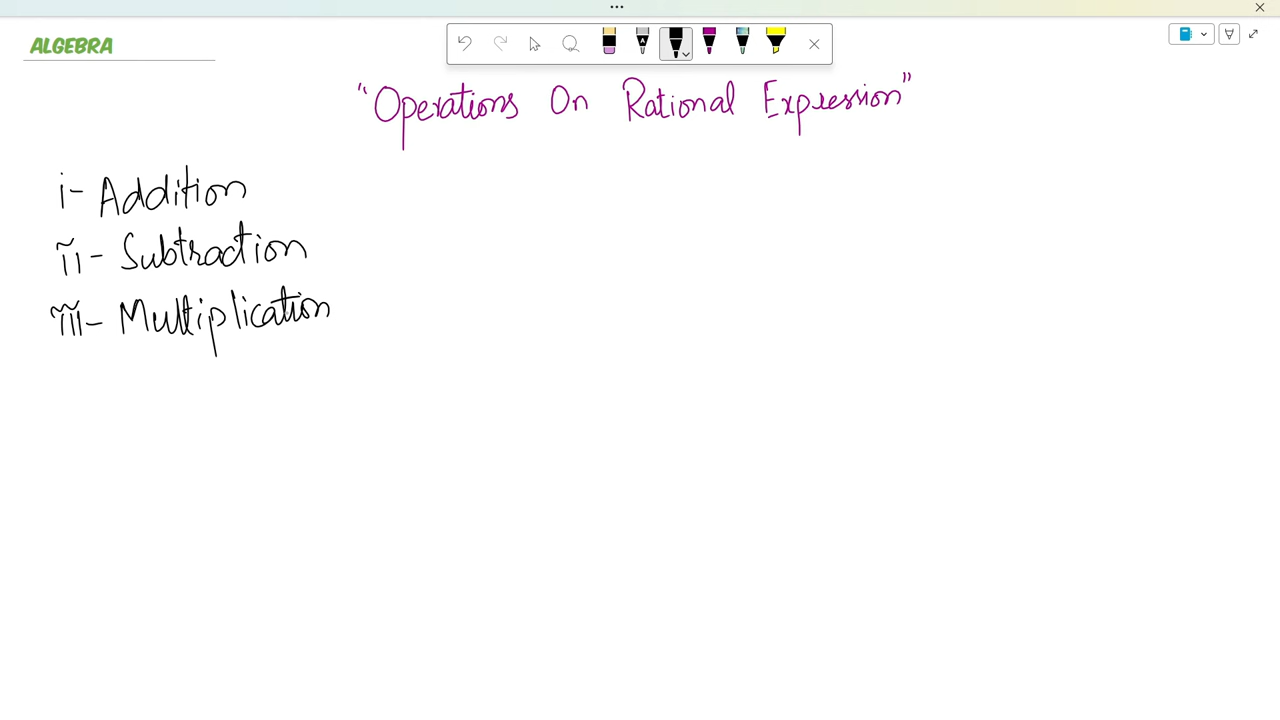 ALGEBRA
"Operations On Rational Expression"
i- Addition
ii- Subtraction
iii- Multiplication